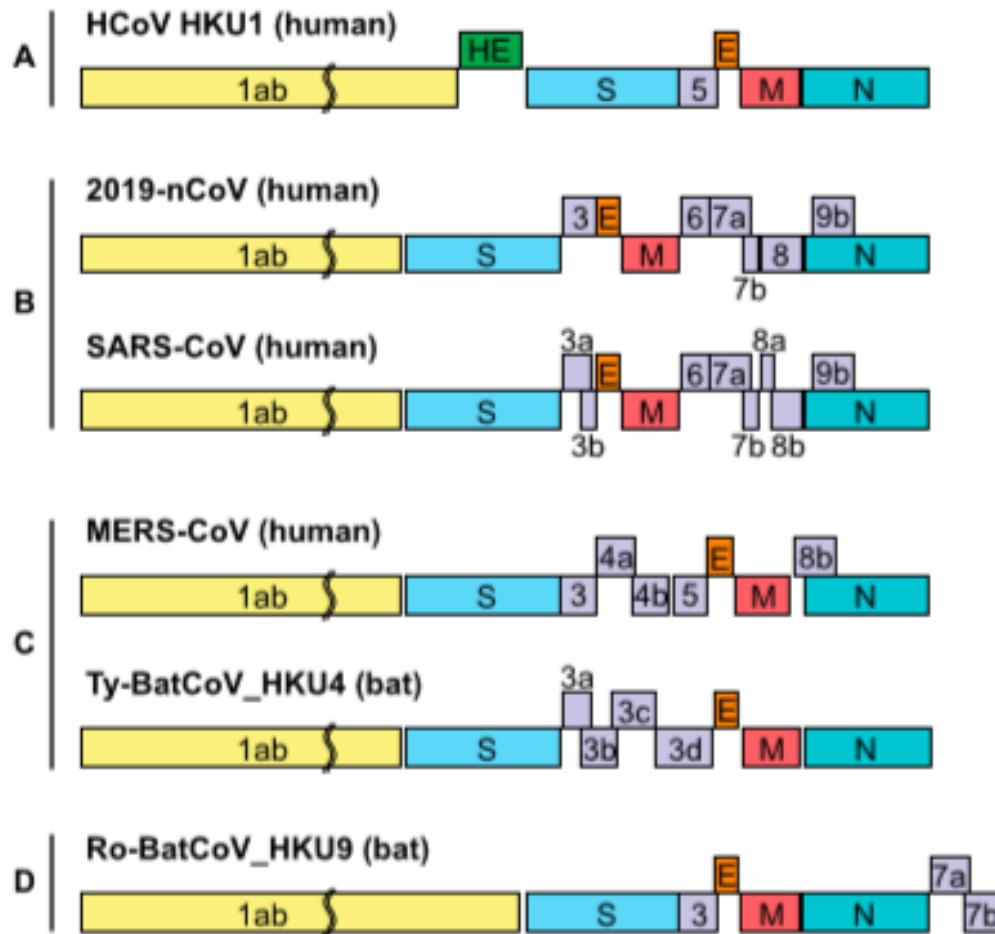 A
HCoV HKU1 (human)
HE E
1ab S 5 M N
B
2019-nCoV (human)
3 E 6 7a 9b
1ab S M 8 N
7b
SARS-CoV (human)
3a 8a
E 6 7a 9b
1ab S M N
3b 7b 8b
C
MERS-CoV (human)
4a E 8b
1ab S 3 4b 5 M N
Ty-BatCoV_HKU4 (bat)
3a
3c E
1ab S 3b 3d M N
D
Ro-BatCoV_HKU9 (bat)
E 7a
1ab S 3 M N 7b